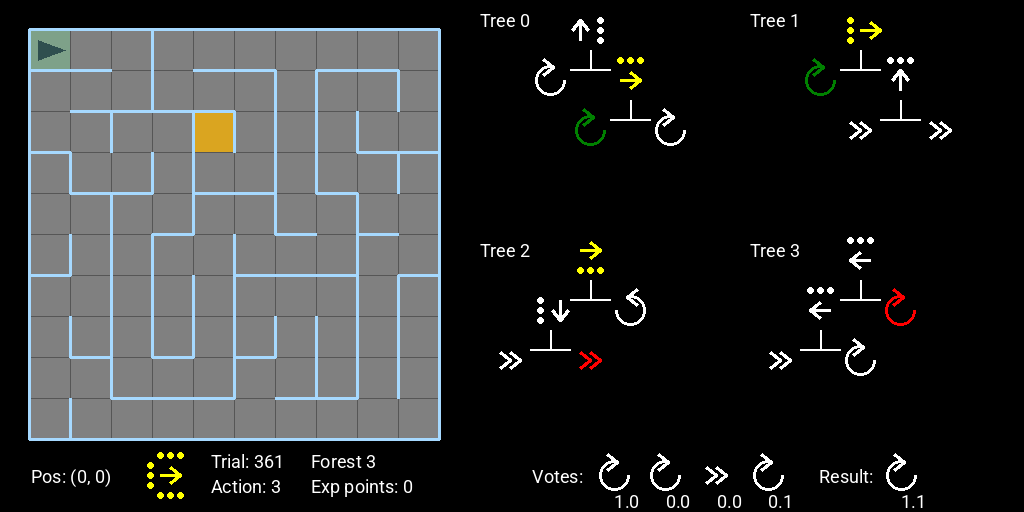 Tree 0
Tree 1
Tree 2
Tree 3
Pos: (0, 0)
Trial: 361
Forest 3
Action: 3
Exp points: 0
Votes:
1.0
0.0
0.0
0.1
Result:
1.1